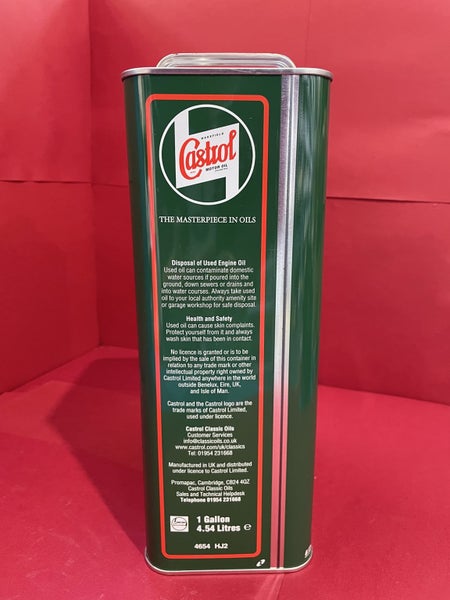 WAKEFIELD
Castrol
MOTOR OIL
THE MASTERPIECE IN OILS
Disposal of Used Engine Oil
Used oil can contaminate domestic
water sources if poured into the
ground, down sewers or drains and
into water courses. Always take used
oil to your local authority amenity site
or garage workshop for safe disposal.
Health and Safety
Used oil can cause skin complaints.
Protect yourself from it and always
wash skin that has been in contact.
No licence is granted or is to be
implied by the sale of this container in
relation to any trade mark or other
intellectual property right owned by
Castrol Limited anywhere in the world
outside Benelux, Eire, UK,
and Isle of Man.
Castrol and the Castrol logo are the
trade marks of Castrol Limited,
used under licence.
Castrol Classic Oils
Customer Services
info@classicoils.co.uk
www.castrol.com/uk/classics
Tel: 01954 231668
Manufactured in UK and distributed
under licence to Castrol Limited.
Promapac, Cambridge, CB24 4QZ
Castrol Classic Oils
Sales and Technical Helpdesk
Telephone 01954 231668
1 Gallon
4.54 Litres e
4654 HJ2